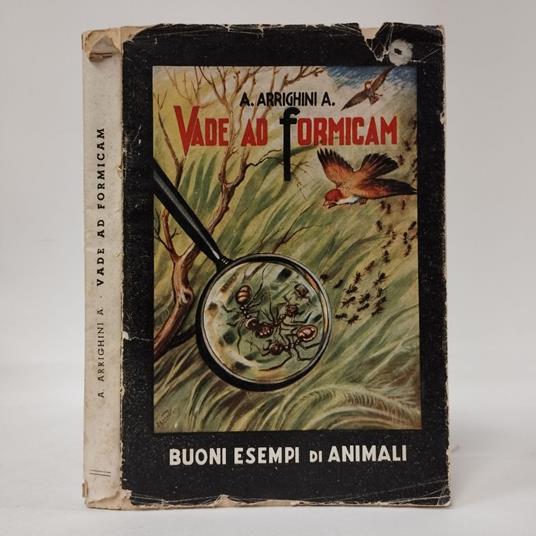 A. ARRIGHINI A. - VADE AD FORMICAM
A. ARRIGHINI A.
VADE AD fORMICAM
BUONI ESEMPI DI ANIMALI